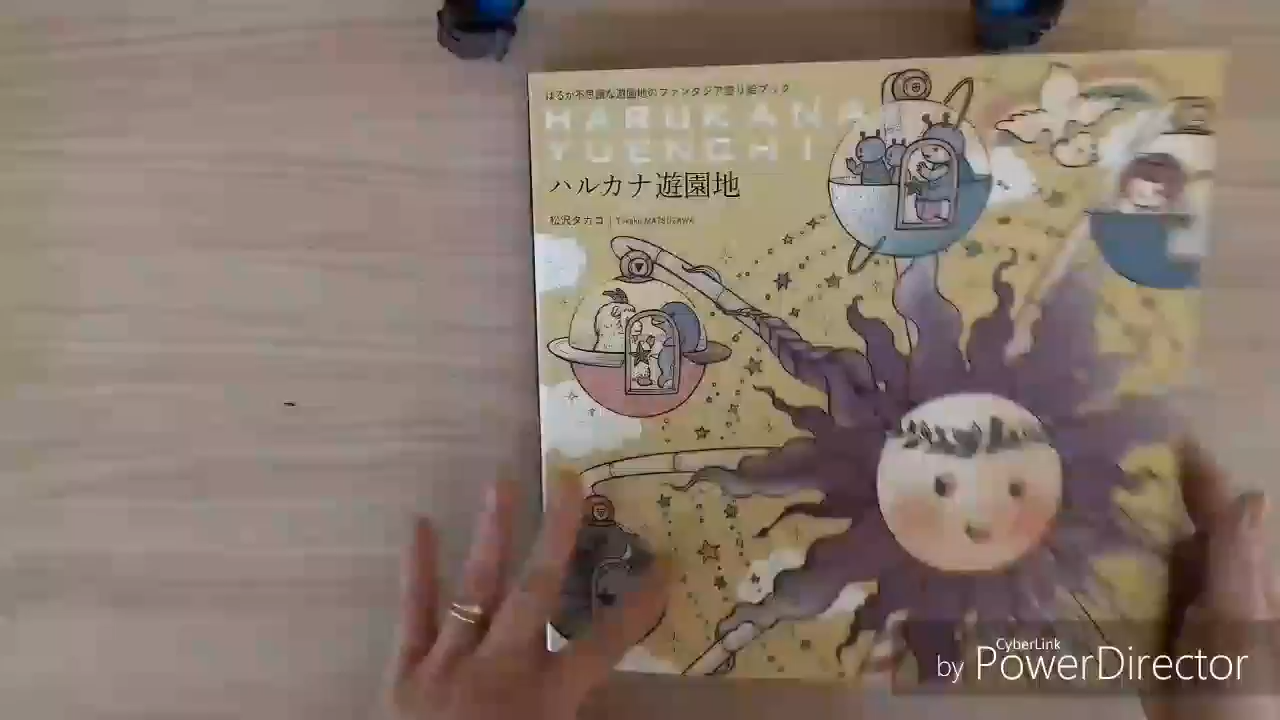 はるか不思議な遊園地のファンタジア塗り絵ブック
HARUKANA
YUENCHI
ハルカナ遊園地
松沢タカコ | Takako MATSUZAWA
CyberLink
by PowerDirector